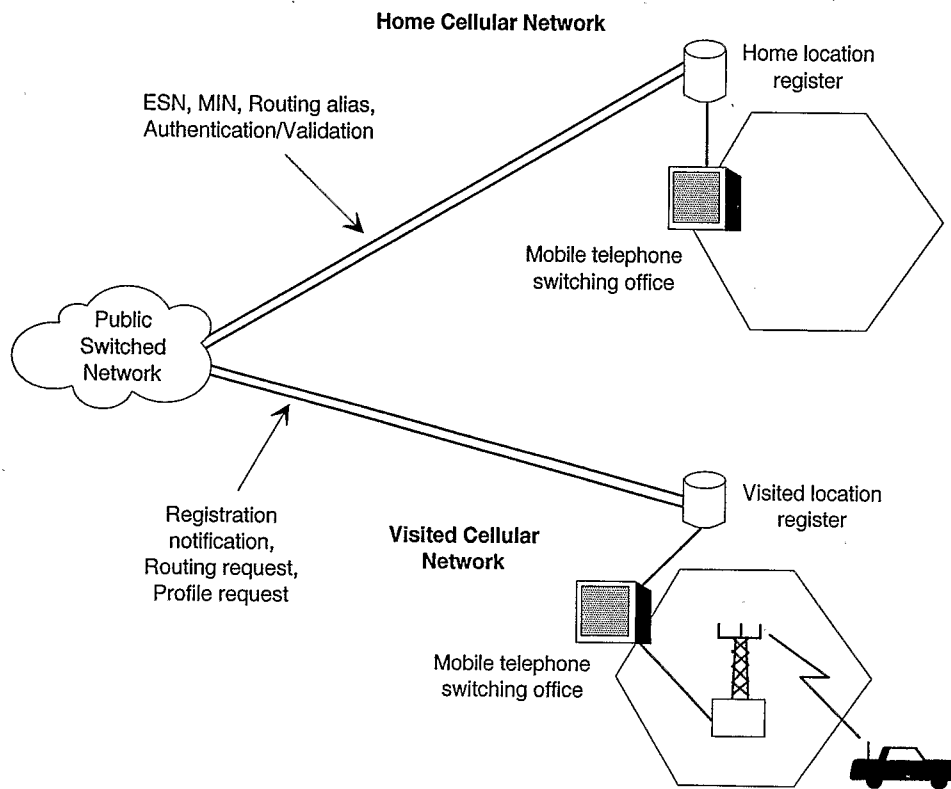 Home Cellular Network
Home location
register
ESN, MIN, Routing alias,
Authentication/Validation
Mobile telephone
switching office
Public
Switched
Network
Visited location
register
Registration
notification,
Routing request,
Profile request
Visited Cellular
Network
Mobile telephone
switching office